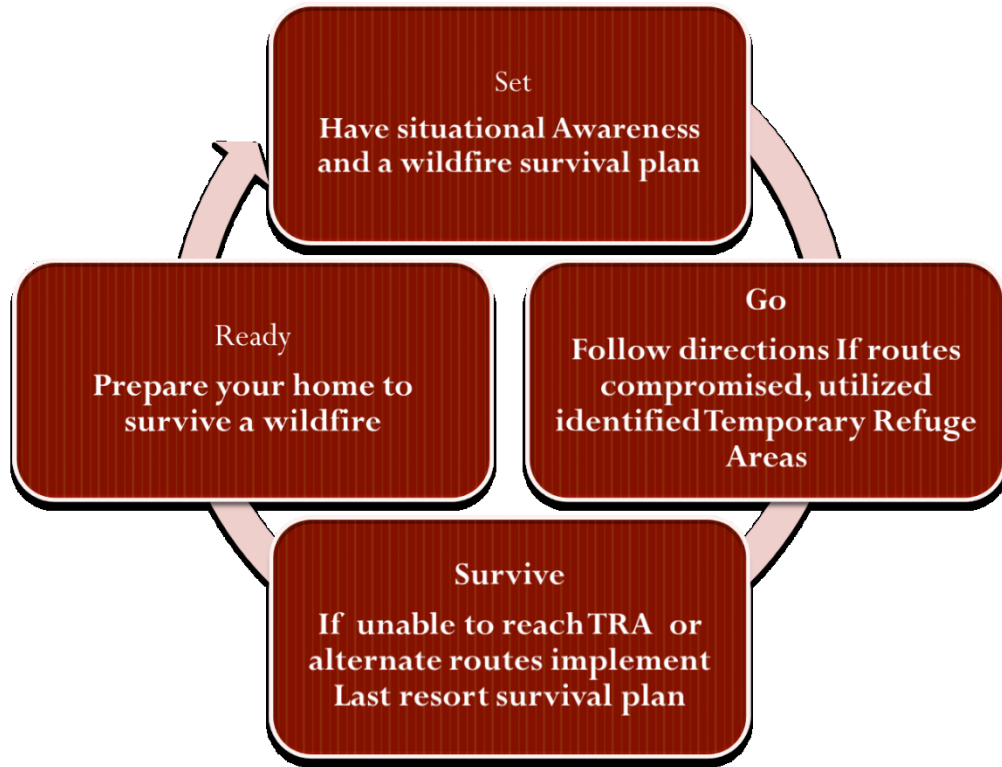 Set
Have situational Awareness
and a wildfire survival plan
Ready
Prepare your home to
survive a wildfire
Go
Follow directions If routes
compromised, utilized
identified Temporary Refuge
Areas
Survive
If unable to reach TRA or
alternate routes implement
Last resort survival plan